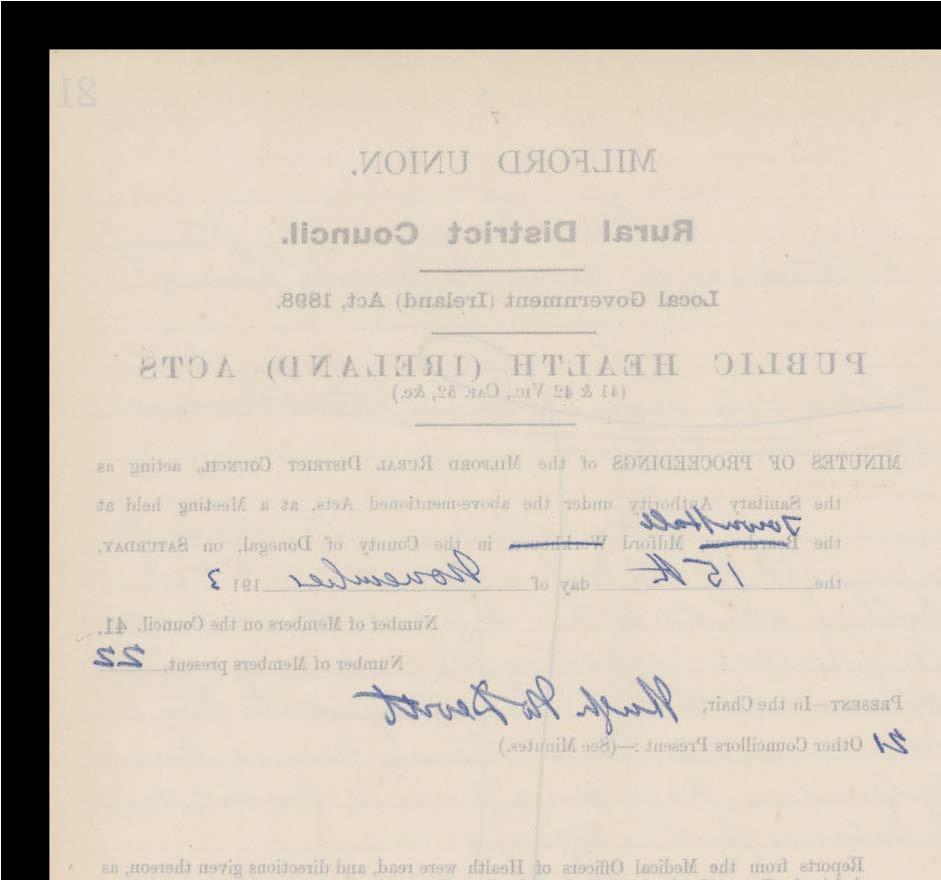 21
7
MILFORD UNION.
Rural District Council.
Local Government (Ireland) Act, 1898.
PUBLIC HEALTH (IRELAND) ACTS
(41 & 42 Vic., Cap. 52, &c.)
MINUTES OF PROCEEDINGS of the Milford Rural District Council, acting as
the Sanitary Authority under the above-mentioned Acts, at a Meeting held at
Town Hall
the Boardroom Milford Workhouse in the County of Donegal, on Saturday,
the 15th day of November 1913
Number of Members on the Council, 41.
Number of Members present, 22
Present—In the Chair, Hugh McDevitt
21 Other Councillors Present :—(See Minutes.)
Reports from the Medical Officers of Health were read, and directions given thereon, as